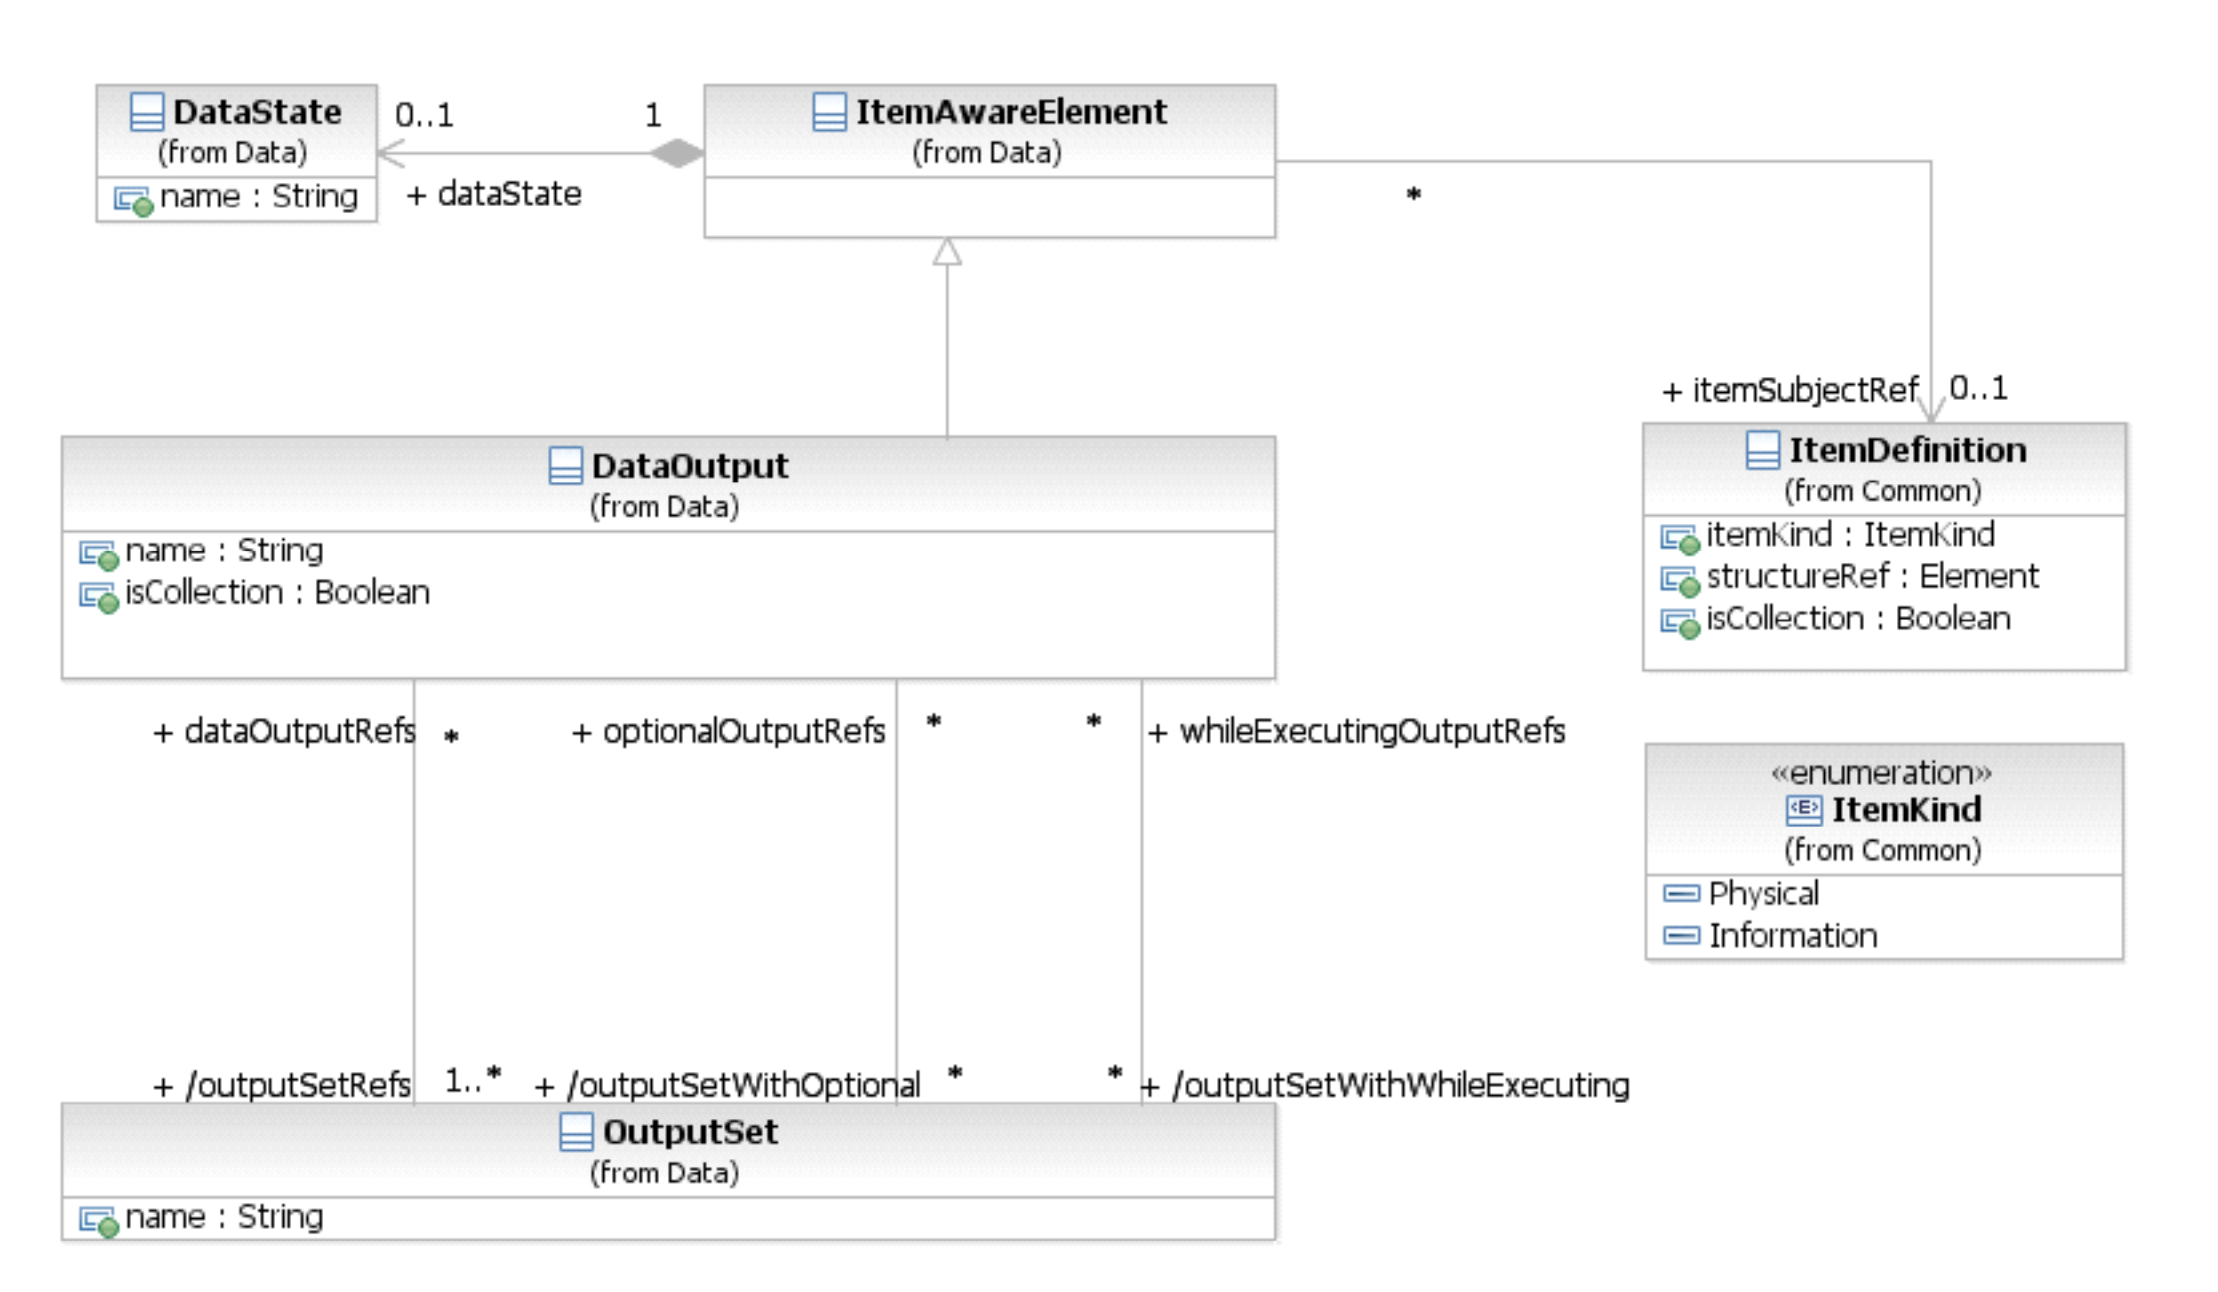 DataState
(from Data)
name : String
0..1
1
+ dataState
ItemAwareElement
(from Data)
*
+ itemSubjectRef
0..1
DataOutput
(from Data)
name : String
isCollection : Boolean
ItemDefinition
(from Common)
itemKind : ItemKind
structureRef : Element
isCollection : Boolean
+ dataOutputRefs
*
+ optionalOutputRefs
*
*
+ whileExecutingOutputRefs
«enumeration»
<E> ItemKind
(from Common)
Physical
Information
+ /outputSetRefs
1..*
+ /outputSetWithOptional
*
*
+ /outputSetWithWhileExecuting
OutputSet
(from Data)
name : String